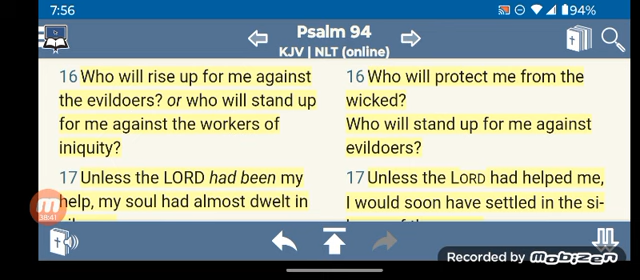 7:56
94%
Psalm 94
KJV | NLT (online)
16 Who will rise up for me against
the evildoers? or who will stand up
for me against the workers of
iniquity?
17 Unless the LORD had been my
help, my soul had almost dwelt in
16 Who will protect me from the
wicked?
Who will stand up for me against
evildoers?
17 Unless the LORD had helped me,
I would soon have settled in the si-
M
38:41
Recorded by Mobizen